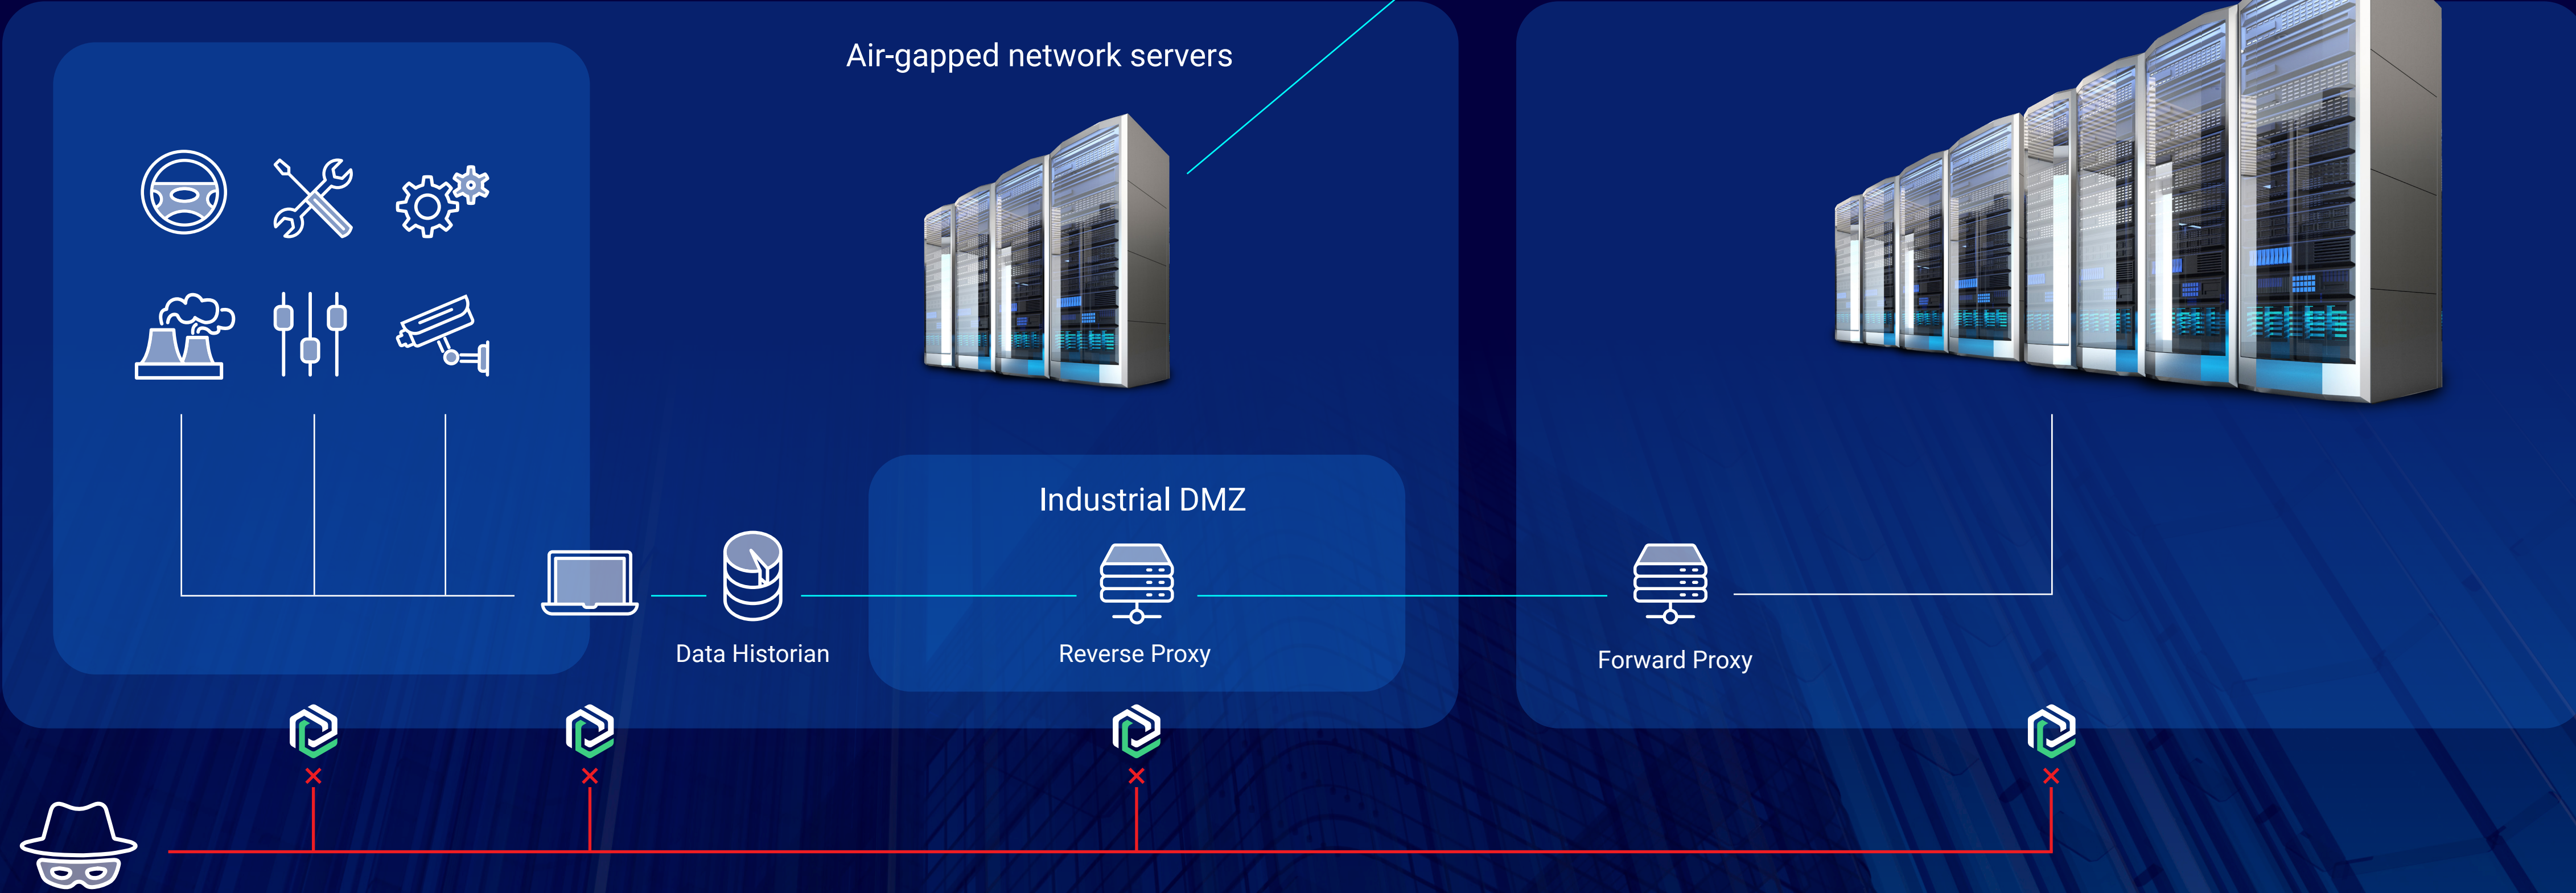 Air-gapped network servers
Industrial DMZ
Data Historian
Reverse Proxy
Forward Proxy